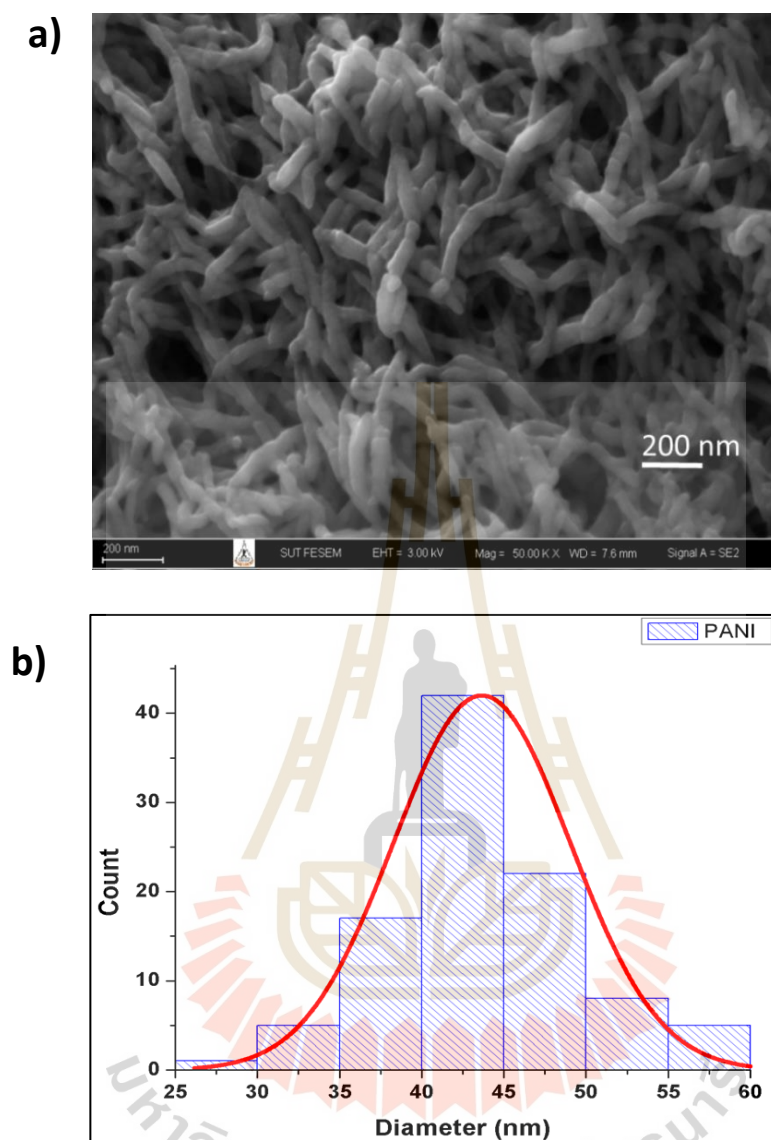 a)
200 nm
200 nm SUT FESEM EHT = 3.00 kV Mag = 50.00 K X WD = 7.6 mm Signal A = SE2
b)
PANI
Count
40
30
20
10
0
25 30 35 40 45 50 55 60
Diameter (nm)